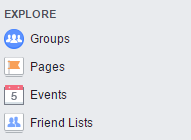 EXPLORE
Groups
Pages
5 Events
Friend Lists